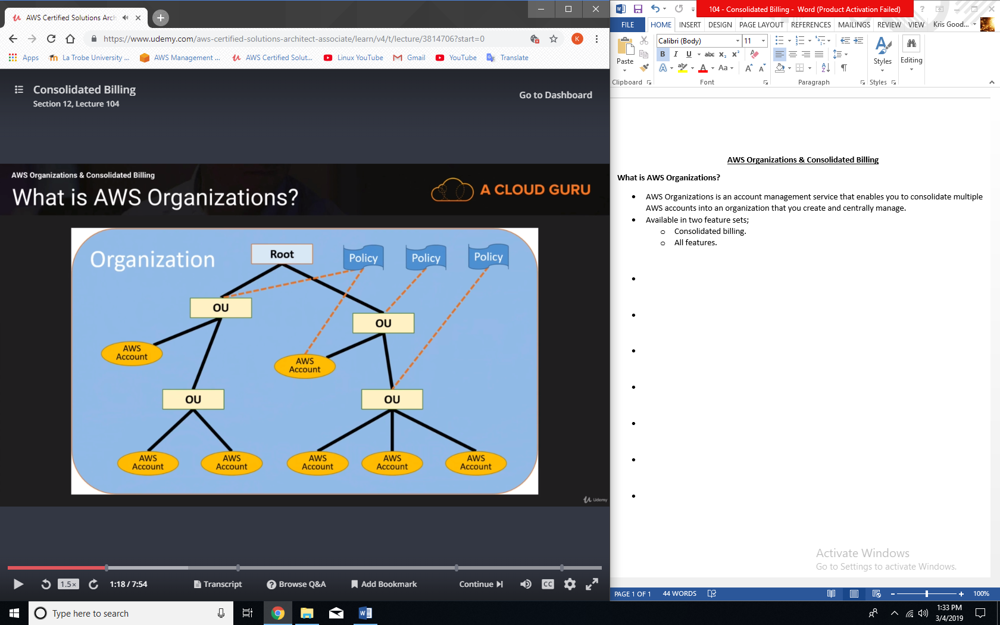 AWS Certified Solutions Arch
https://www.udemy.com/aws-certified-solutions-architect-associate/learn/v4/t/lecture/3814706?start=0
K
Apps
La Trobe University ...
AWS Management ...
AWS Certified Solut...
Linux YouTube
Gmail
YouTube
Translate
Consolidated Billing
Section 12, Lecture 104
Go to Dashboard
AWS Organizations & Consolidated Billing
What is AWS Organizations?
A CLOUD GURU
Organization
Root
Policy
Policy
Policy
OU
OU
AWS
Account
AWS
Account
OU
OU
AWS
Account
AWS
Account
AWS
Account
AWS
Account
AWS
Account
Udemy
1.5x
1:18 / 7:54
Transcript
Browse Q&A
Add Bookmark
Continue
CC
104 - Consolidated Billing - Word (Product Activation Failed)
FILE HOME INSERT DESIGN PAGE LAYOUT REFERENCES MAILINGS REVIEW VIEW Kris Good...
Paste
Calibri (Body) 11
B I U abc x₂ x²
A ab A Aa A A
Styles
Editing
Clipboard Font Paragraph Styles
AWS Organizations & Consolidated Billing
What is AWS Organizations?
• AWS Organizations is an account management service that enables you to consolidate multiple
AWS accounts into an organization that you create and centrally manage.
• Available in two feature sets;
o Consolidated billing.
o All features.
Activate Windows
Go to Settings to activate Windows.
PAGE 1 OF 1 44 WORDS 100%
Type here to search
1:33 PM
3/4/2019